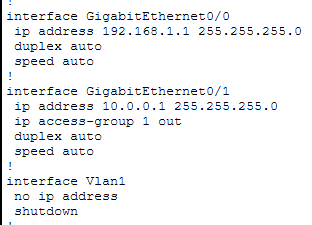 !
interface GigabitEthernet0/0
 ip address 192.168.1.1 255.255.255.0
 duplex auto
 speed auto
!
interface GigabitEthernet0/1
 ip address 10.0.0.1 255.255.255.0
 ip access-group 1 out
 duplex auto
 speed auto
!
interface Vlan1
 no ip address
 shutdown
!